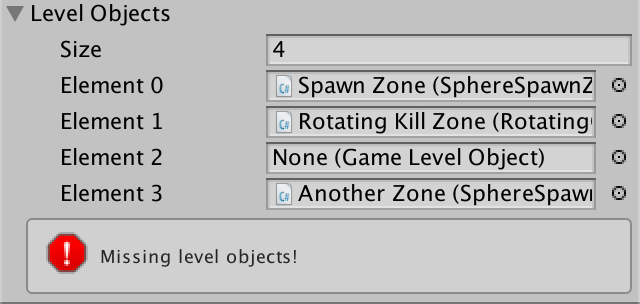 Level Objects
Size 4
Element 0 Spawn Zone (SphereSpawnZ
Element 1 Rotating Kill Zone (Rotating
Element 2 None (Game Level Object)
Element 3 Another Zone (SphereSpawn
Missing level objects!